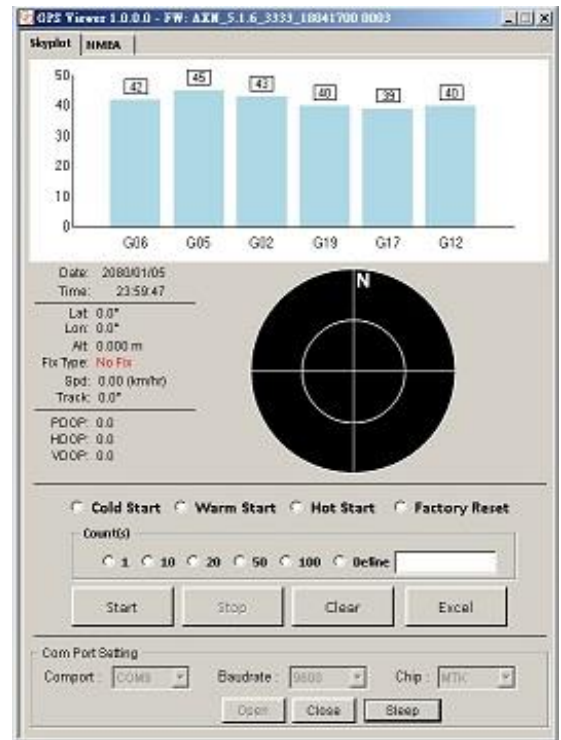 GPS Viewer 1.0.0.0 - FW: AXN_5.1.6_3333_18041700 0003
Skyplot NMEA
50
40
30
20
10
0
42 45 43 40 39 40
G06 G05 G02 G19 G17 G12
Date: 2080/01/05
Time: 23:59:47
Lat: 0.0°
Lon: 0.0°
Alt: 0.000 m
Fix Type: No Fix
Spd: 0.00 (km/hr)
Track: 0.0°
PDOP: 0.0
HDOP: 0.0
VDOP: 0.0
N
Cold Start Warm Start Hot Start Factory Reset
Count(s)
1 10 20 50 100 Define
Start Stop Clear Excel
Com Port Setting
Comport : Baudrate : 9600 Chip : MTK
Open Close Sleep